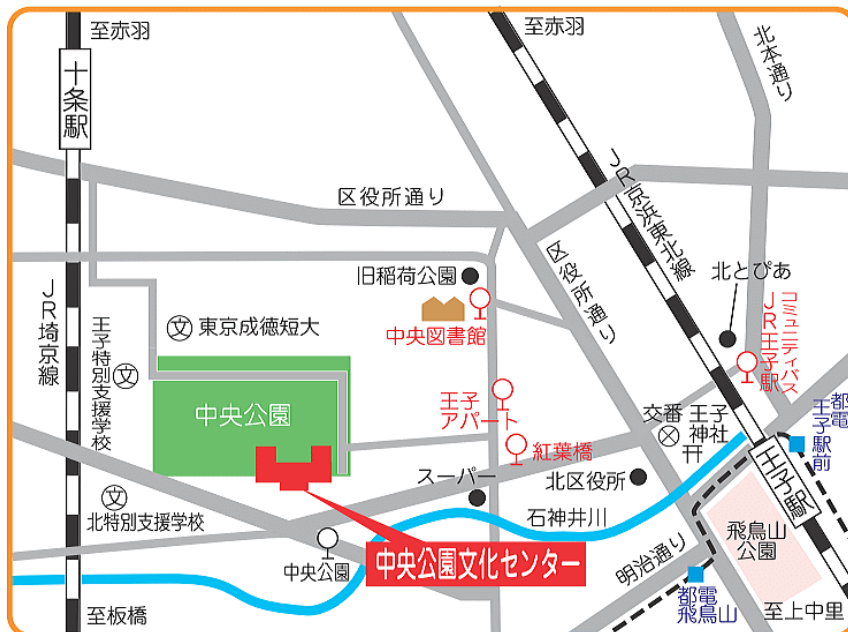 至赤羽
十条駅
至赤羽
北本通り
区役所通り
JR京浜東北線
区役所通り
旧稲荷公園
北とぴあ
JR埼京線
中央図書館
コミュニティバス
JR王子駅
王子特別支援学校
文
東京成徳短大
文
中央公園
王子
アパート
交番
王子
神社
都電
王子駅前
紅葉橋
スーパー
北区役所
王子駅
文
北特別支援学校
石神井川
飛鳥山
公園
中央公園
中央公園文化センター
明治通り
都電
飛鳥山
至板橋
至上中里